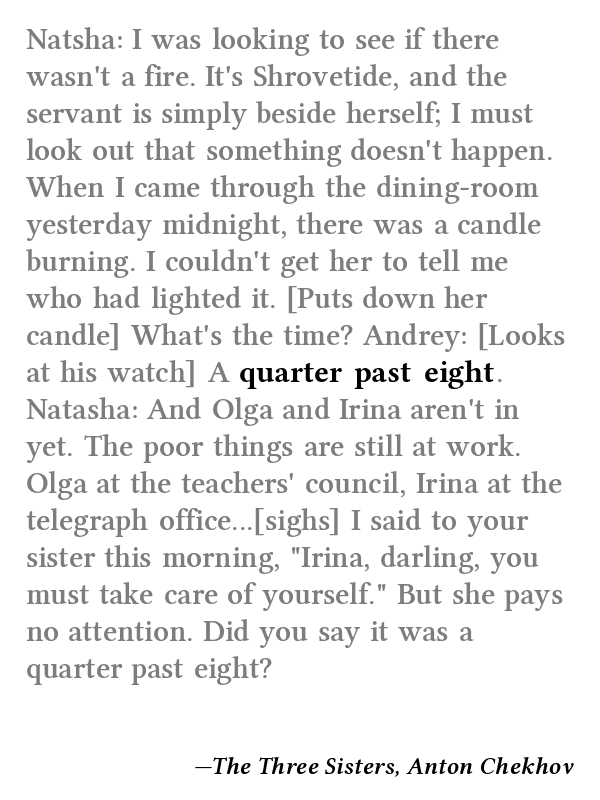 Natsha: I was looking to see if there
wasn't a fire. It's Shrovetide, and the
servant is simply beside herself; I must
look out that something doesn't happen.
When I came through the dining-room
yesterday midnight, there was a candle
burning. I couldn't get her to tell me
who had lighted it. [Puts down her
candle] What's the time? Andrey: [Looks
at his watch] A quarter past eight.
Natasha: And Olga and Irina aren't in
yet. The poor things are still at work.
Olga at the teachers' council, Irina at the
telegraph office...[sighs] I said to your
sister this morning, "Irina, darling, you
must take care of yourself." But she pays
no attention. Did you say it was a
quarter past eight?
—The Three Sisters, Anton Chekhov